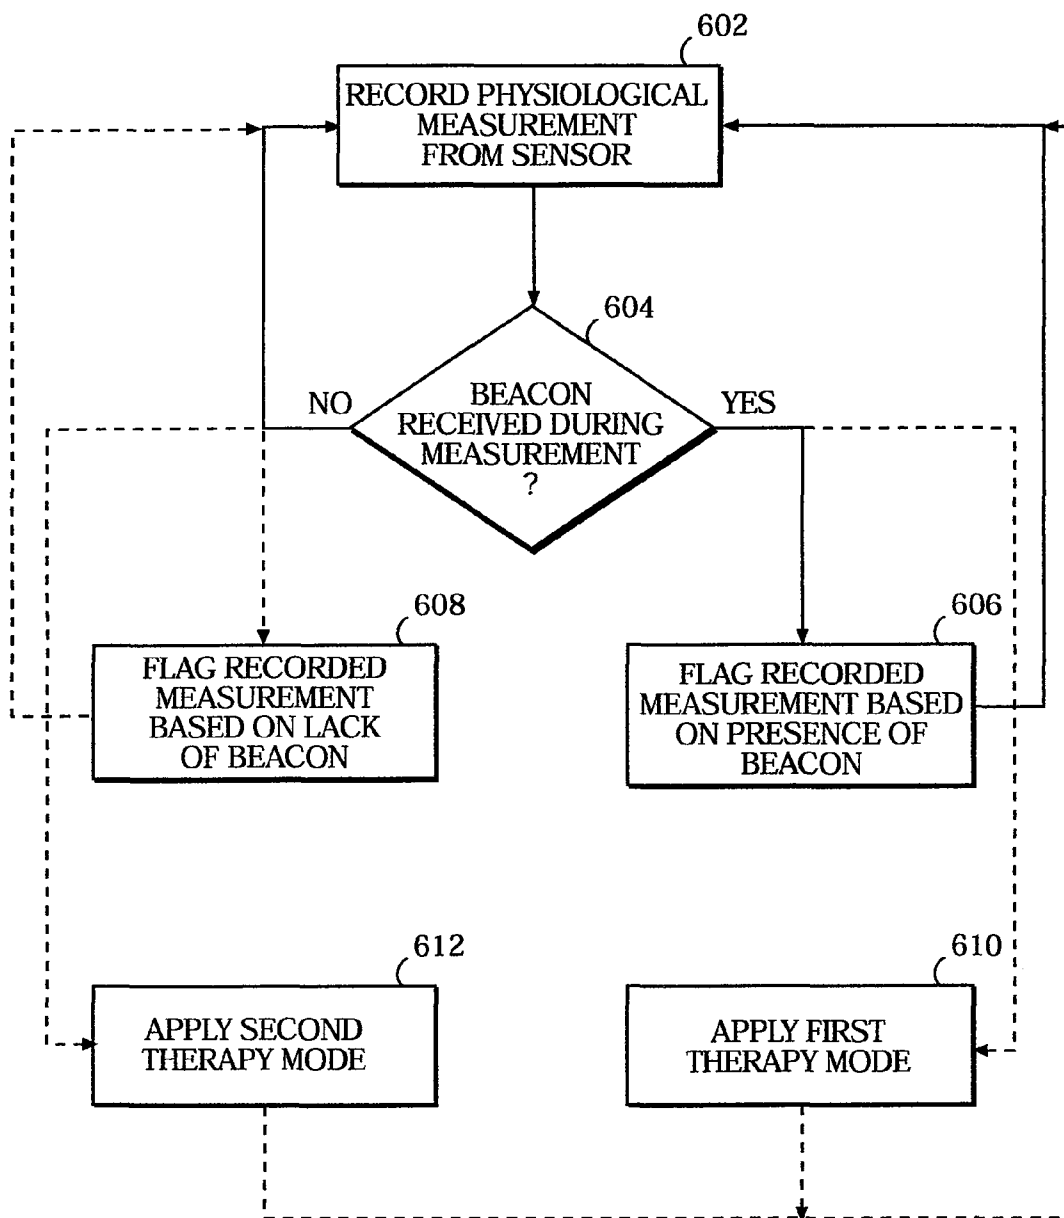 602
RECORD PHYSIOLOGICAL
MEASUREMENT
FROM SENSOR
604
NO
BEACON
RECEIVED DURING
MEASUREMENT
?
YES
608
FLAG RECORDED
MEASUREMENT
BASED ON LACK
OF BEACON
606
FLAG RECORDED
MEASUREMENT BASED
ON PRESENCE OF
BEACON
612
APPLY SECOND
THERAPY MODE
610
APPLY FIRST
THERAPY MODE